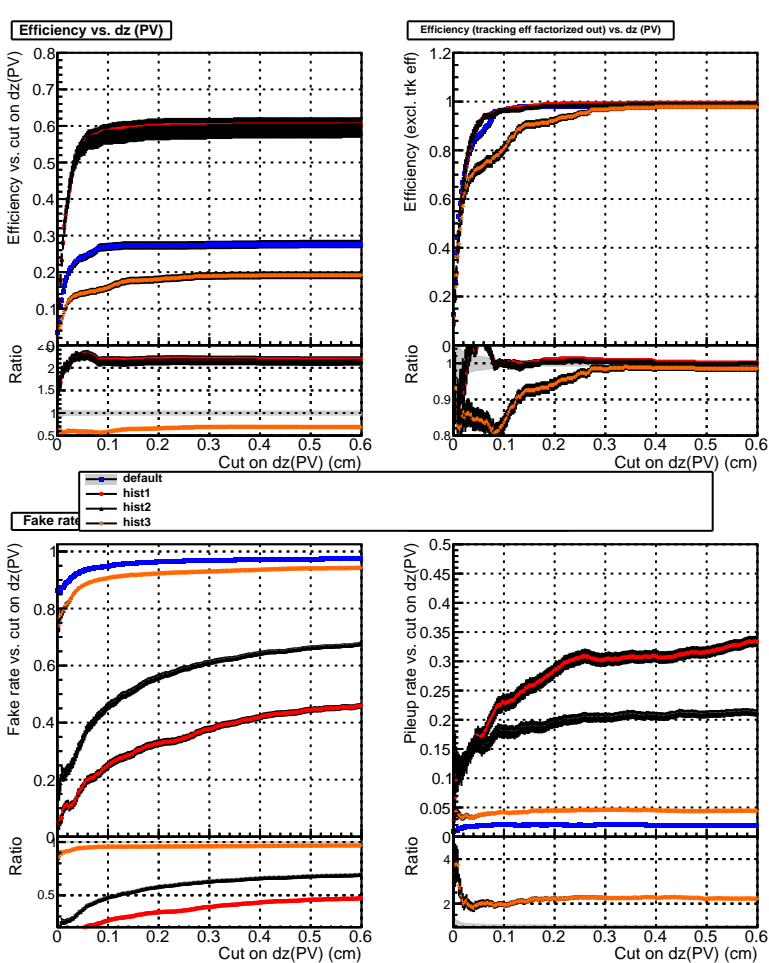 Efficiency vs. dz (PV)
Efficiency vs. cut on dz(PV)
0.8
0.7
0.6
0.5
0.4
0.3
0.2
0.1
0
Ratio
2
1.5
1
0.5
0 0.1 0.2 0.3 0.4 0.5 0.6
Cut on dz(PV) (cm)
Efficiency (tracking eff factorized out) vs. dz (PV)
Efficiency (excl. trk eff)
1.2
1
0.8
0.6
0.4
0.2
0
Ratio
1
0.9
0.8
0 0.1 0.2 0.3 0.4 0.5 0.6
Cut on dz(PV) (cm)
default
hist1
hist2
hist3
Fake rate
Fake rate vs. cut on dz(PV)
1
0.8
0.6
0.4
0.2
0
Ratio
1
0.5
0 0.1 0.2 0.3 0.4 0.5 0.6
Cut on dz(PV) (cm)
Pileup rate vs. cut on dz(PV)
0.5
0.45
0.4
0.35
0.3
0.25
0.2
0.15
0.1
0.05
0
Ratio
4
2
0 0.1 0.2 0.3 0.4 0.5 0.6
Cut on dz(PV) (cm)